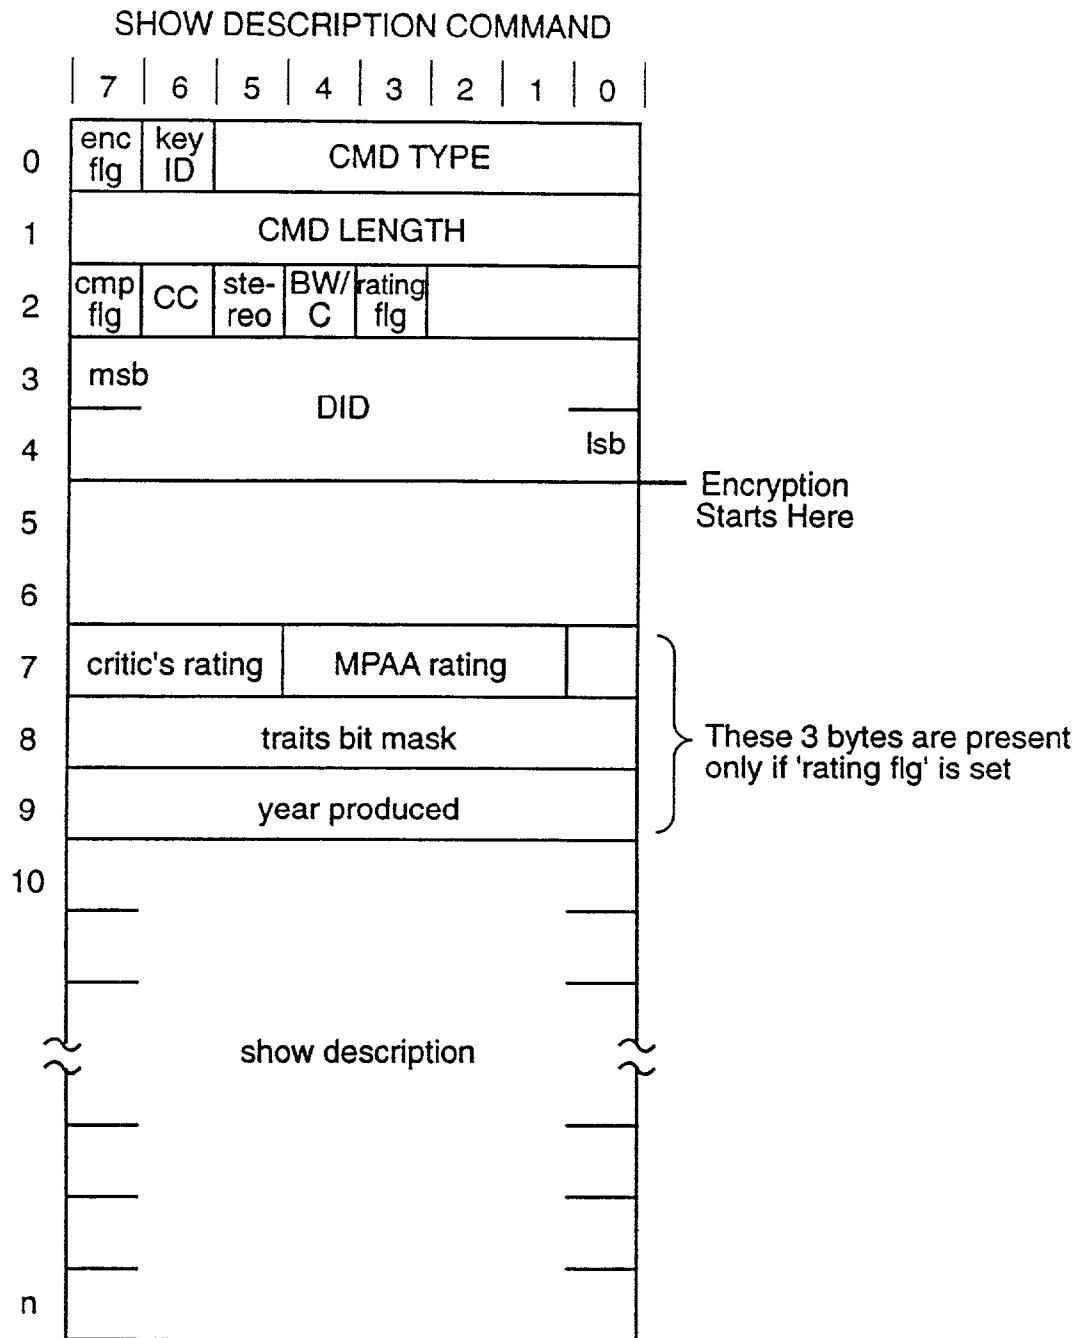 SHOW DESCRIPTION COMMAND
7 6 5 4 3 2 1 0
0 enc flg key ID CMD TYPE
1 CMD LENGTH
2 cmp flg CC ste-reo BW/C rating flg
3 msb
DID
4 lsb
Encryption
Starts Here
5
6
7 critic's rating MPAA rating
8 traits bit mask
9 year produced
These 3 bytes are present
only if 'rating flg' is set
10
show description
n